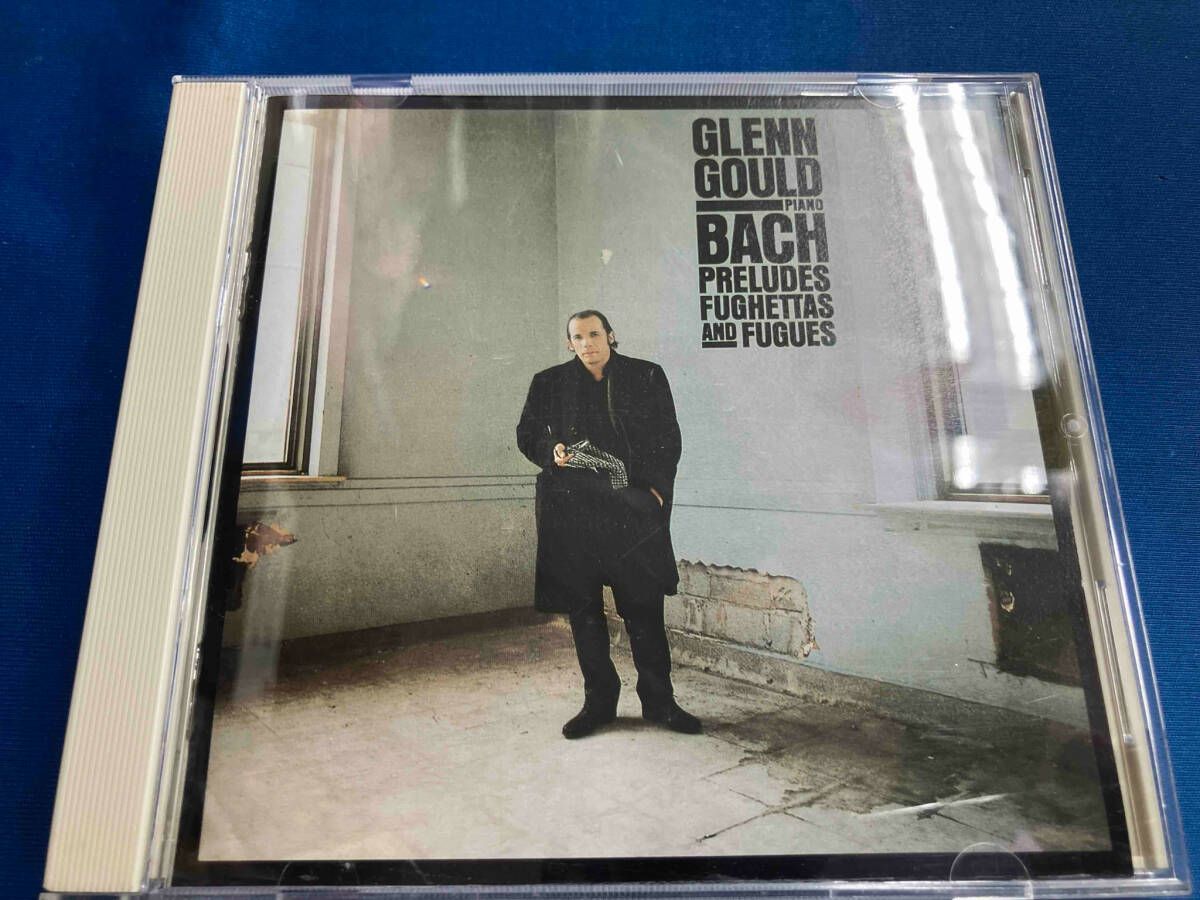 GLENN
GOULD
PIANO
BACH
PRELUDES
FUGHETTAS
AND FUGUES